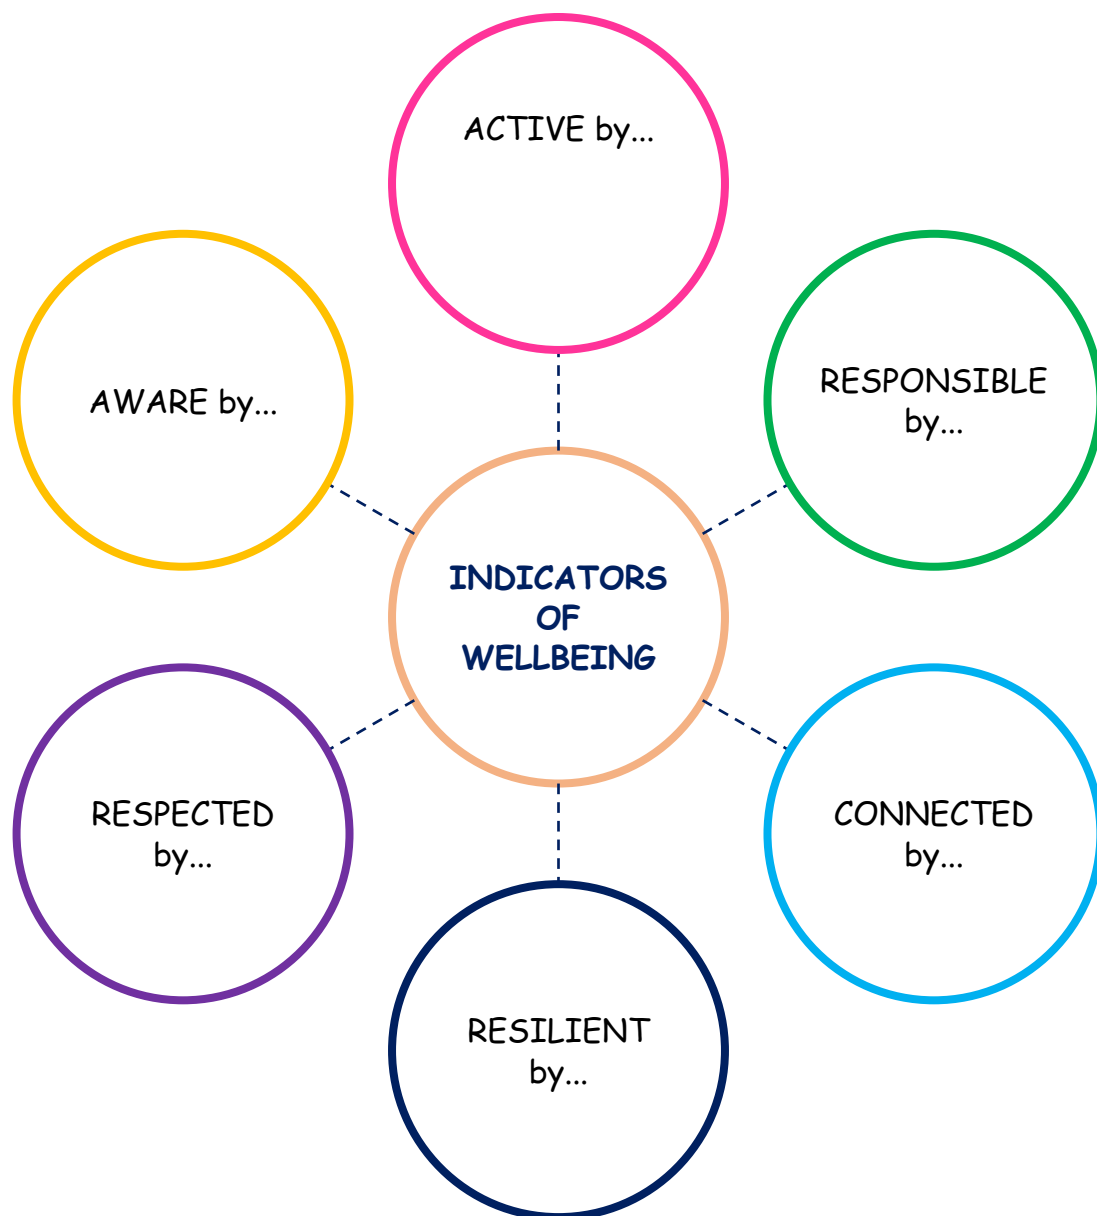 ACTIVE by...
AWARE by...
RESPONSIBLE
by...
INDICATORS
OF
WELLBEING
RESPECTED
by...
CONNECTED
by...
RESILIENT
by...